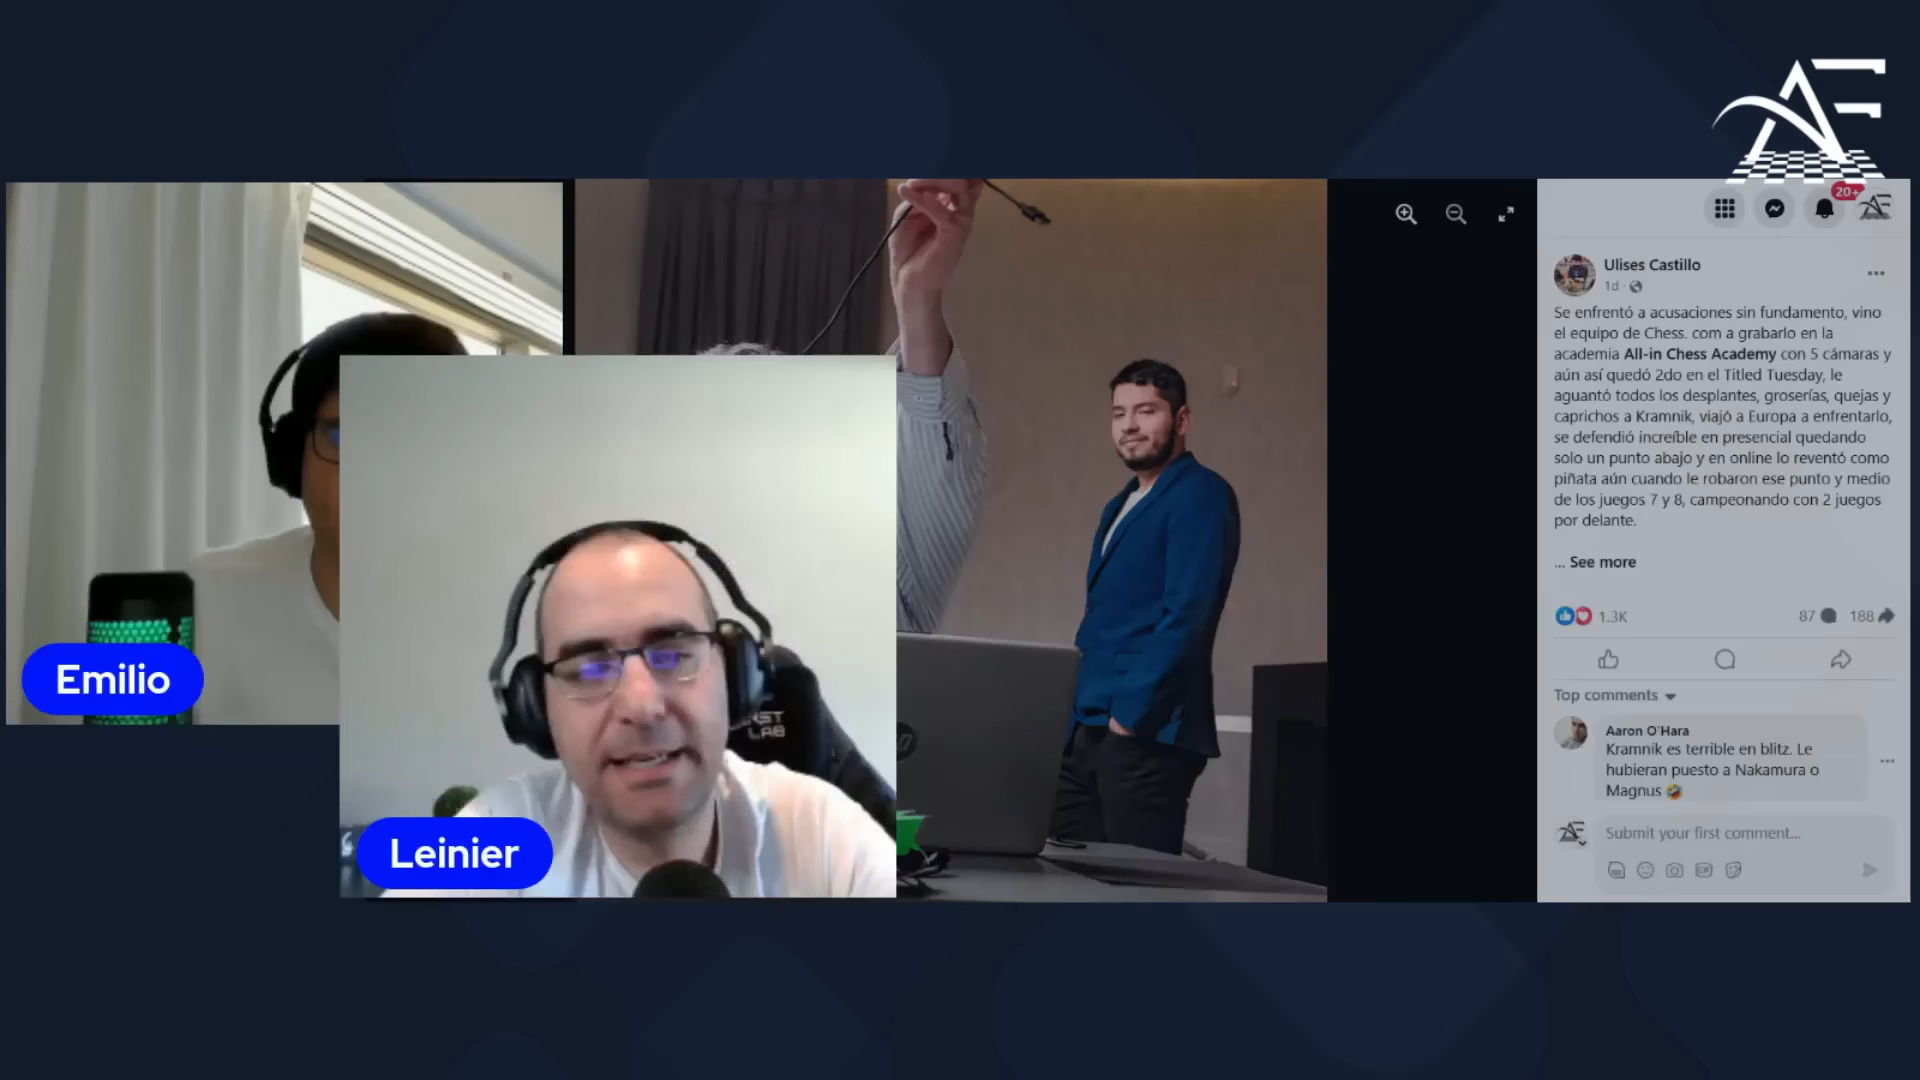 AF
20+
Ulises Castillo
1d
Se enfrentó a acusaciones sin fundamento, vino
el equipo de Chess. com a grabarlo en la
academia All-in Chess Academy con 5 cámaras y
aún así quedó 2do en el Titled Tuesday, le
aguantó todos los desplantes, groserías, quejas y
caprichos a Kramnik, viajó a Europa a enfrentarlo,
se defendió increíble en presencial quedando
solo un punto abajo y en online lo reventó como
piñata aún cuando le robaron ese punto y medio
de los juegos 7 y 8, campeonando con 2 juegos
por delante.
... See more
1.3K
87
188
Top comments
Aaron O'Hara
Kramnik es terrible en blitz. Le
hubieran puesto a Nakamura o
Magnus 🤣
Submit your first comment...
Emilio
LAB
Leinier